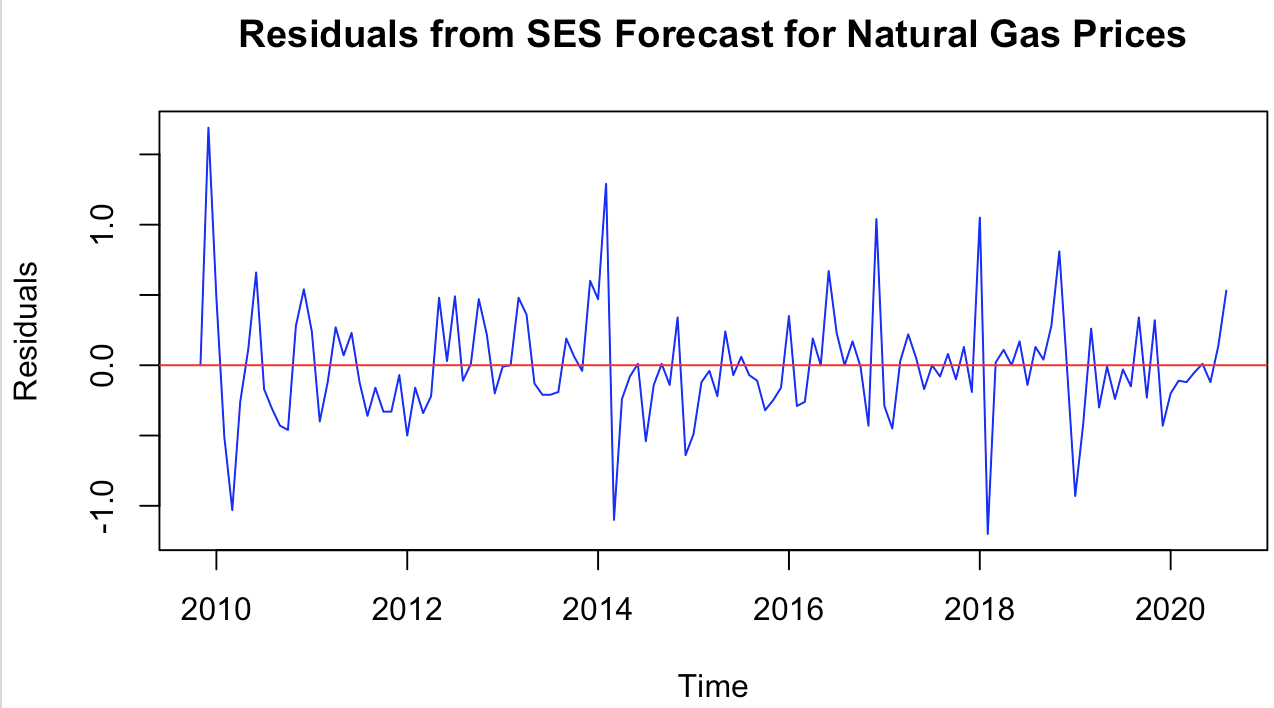 Residuals from SES Forecast for Natural Gas Prices
Residuals
1.0
0.0
-1.0
2010 2012 2014 2016 2018 2020
Time